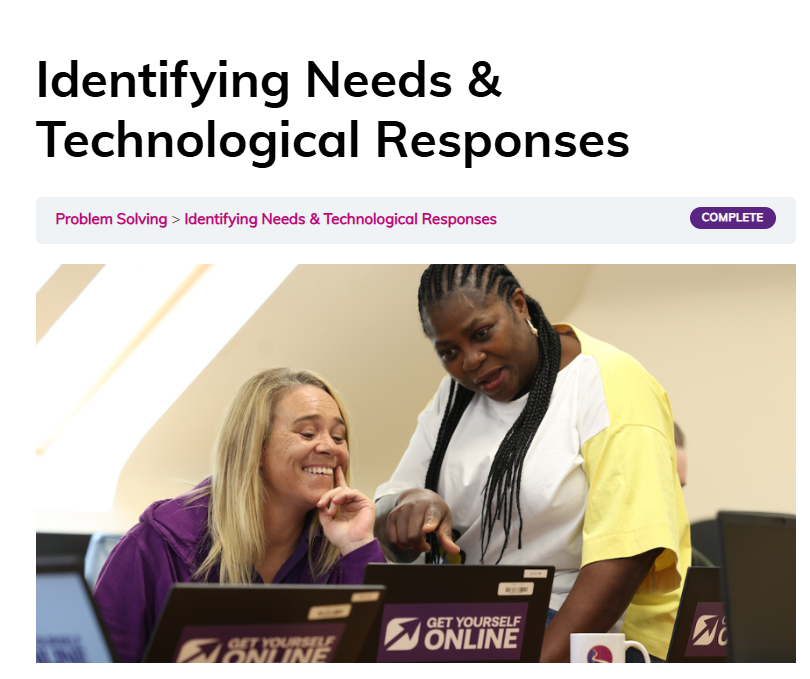 Identifying Needs &
Technological Responses
Problem Solving > Identifying Needs & Technological Responses
COMPLETE
GET YOURSELF
ONLINE
GET YOURSELF
ONLINE